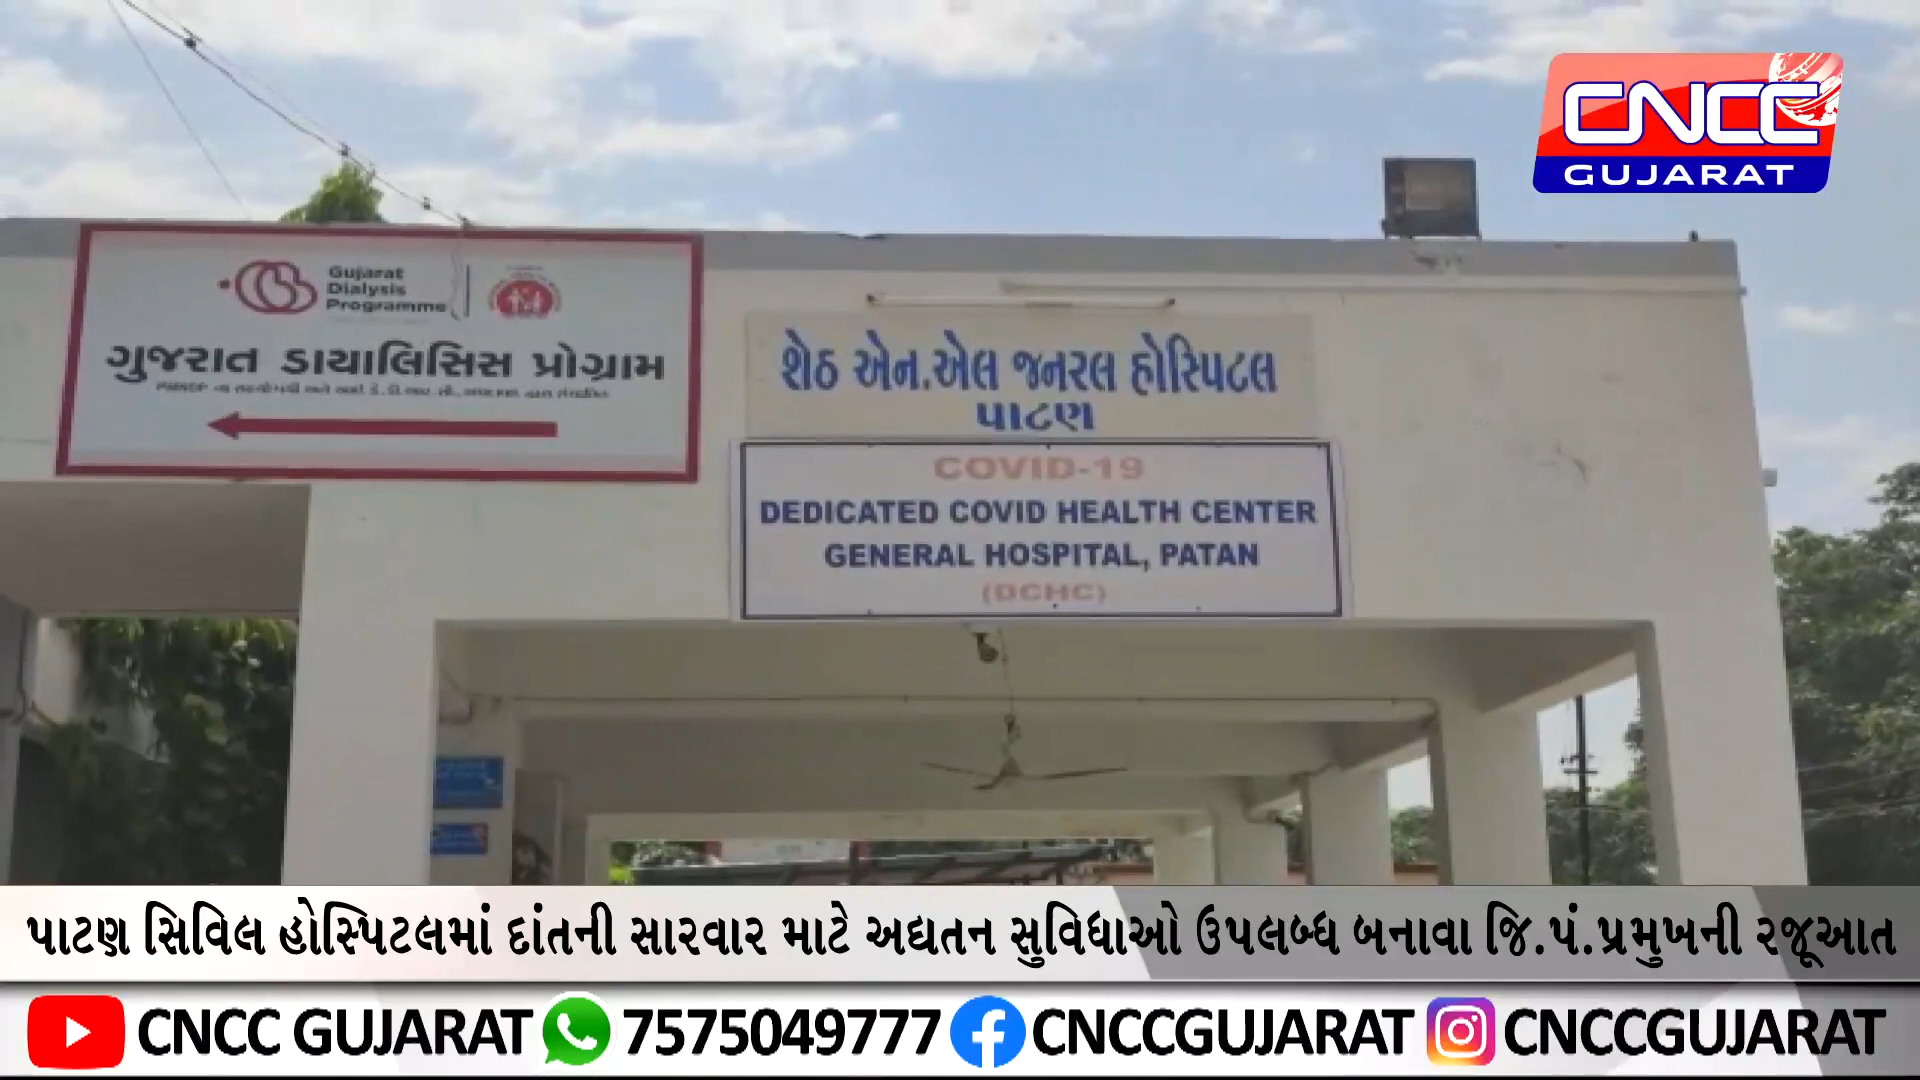 CNCC
GUJARAT
Gujarat
Dialysis
Programme
ગુજરાત ડાયાલિસિસ પ્રોગ્રામ
શેઠ એન.એલ જનરલ હોસ્પિટલ
પાટણ
COVID-19
DEDICATED COVID HEALTH CENTER
GENERAL HOSPITAL, PATAN
(DCHC)
પાટણ સિવિલ હોસ્પિટલમાં દાંતની સારવાર માટે અદ્યતન સુવિધાઓ ઉપલબ્ધ બનાવા જિ.પં.પ્રમુખની રજૂઆત
CNCC GUJARAT 7575049777 CNCCGUJARAT CNCCGUJARAT